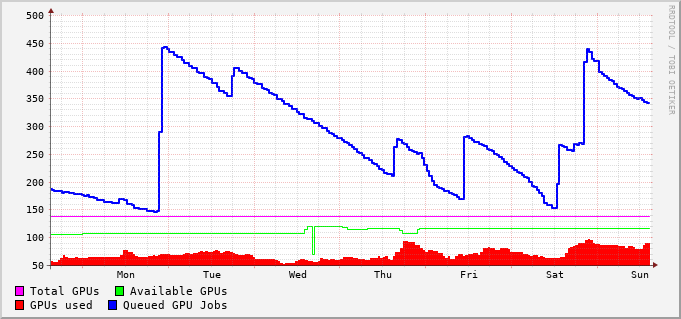 500
450
400
350
300
250
200
150
100
50
Mon Tue Wed Thu Fri Sat Sun
Total GPUs Available GPUs
GPUs used Queued GPU Jobs
RRDTOOL / TOBI OETIKER